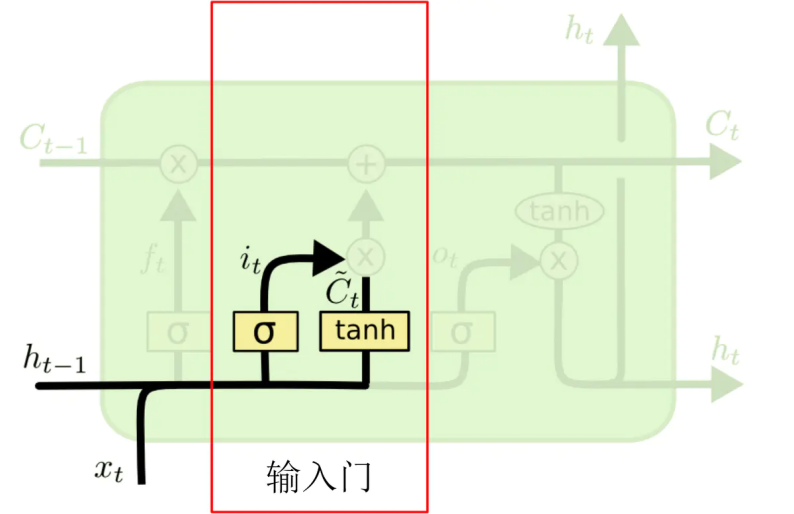 h_t
C_{t-1}
x
+
C_t
tanh
f_t
i_t
x
o_t
x
C̃_t
σ
σ
tanh
σ
h_{t-1}
h_t
x_t
输入门